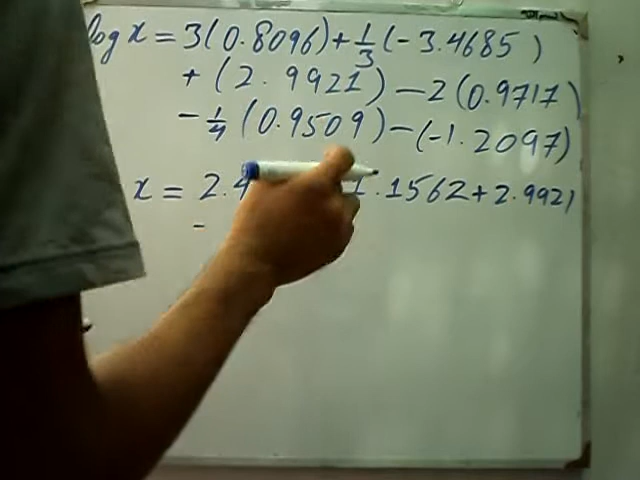 log x = 3(0.8096) + 1/3 (-3.4685)
+ (2.9921) - 2(0.9717)
- 1/4 (0.9509) - (-1.2097)
x = 2.4 1.1562 + 2.9921
-